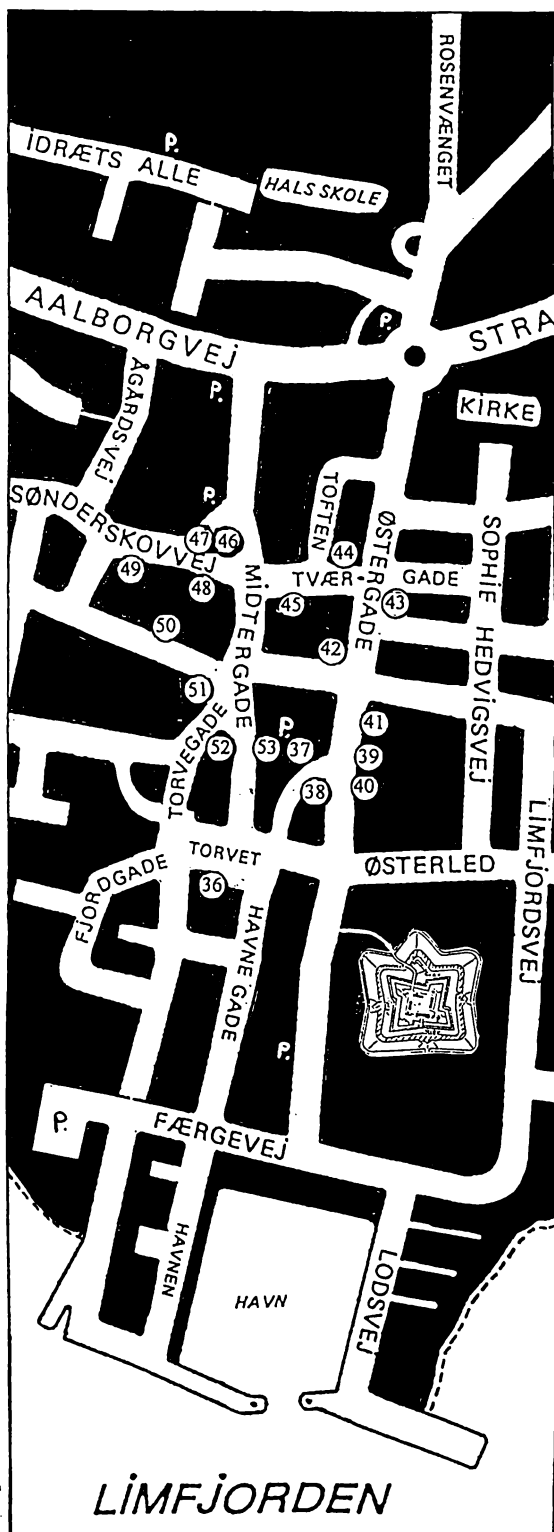 ROSENVÆNGET
P.
IDRÆTS ALLE
HALS SKOLE
AALBORGVEJ
P.
STRA
P.
ÅGÅRDSVEJ
KIRKE
P.
TOFTEN
SØNDERSKOVVEJ
47 46
44
ØSTERGADE
SOPHIE HEDVIGSVEJ
49
48
MIDTERGADE
TVÆR-GADE
45
43
50
42
51
TORVEGADE
41
52
53
P.
37
39
38
40
LIMFJORDSVEJ
TORVET
ØSTERLED
FJORDGADE
36
HAVNEGADE
P.
P.
FÆRGEVEJ
HAVNEN
HAVN
LODSVEJ
LIMFJORDEN